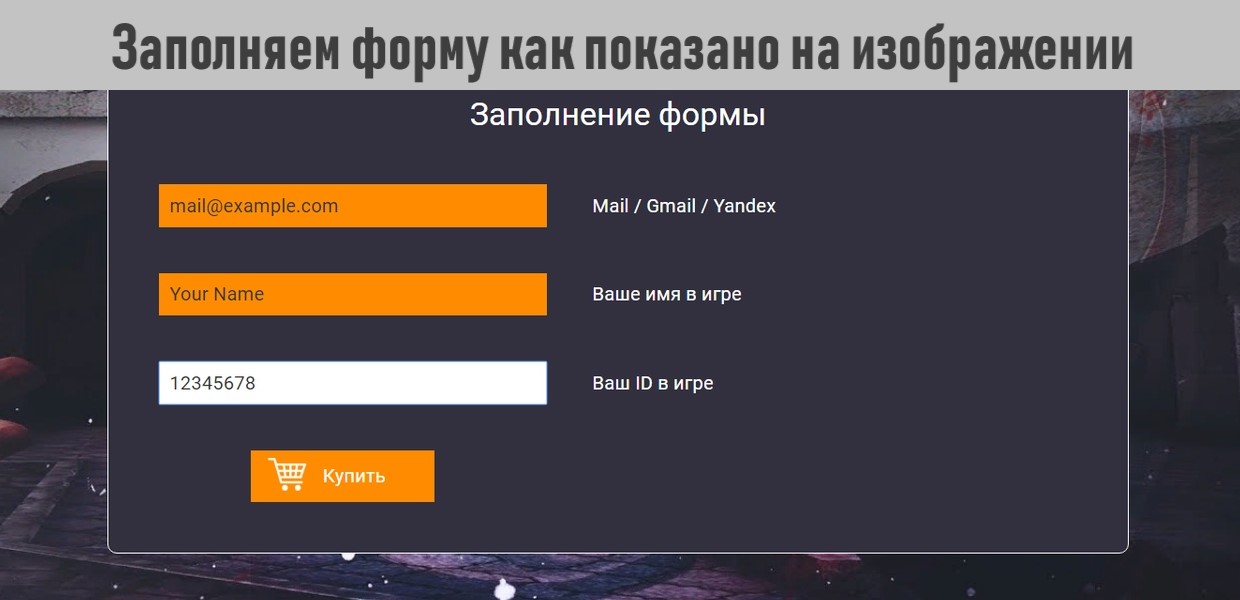 Заполняем форму как показано на изображении
Заполнение формы
mail@example.com Mail / Gmail / Yandex
Your Name Ваше имя в игре
12345678 Ваш ID в игре
Купить